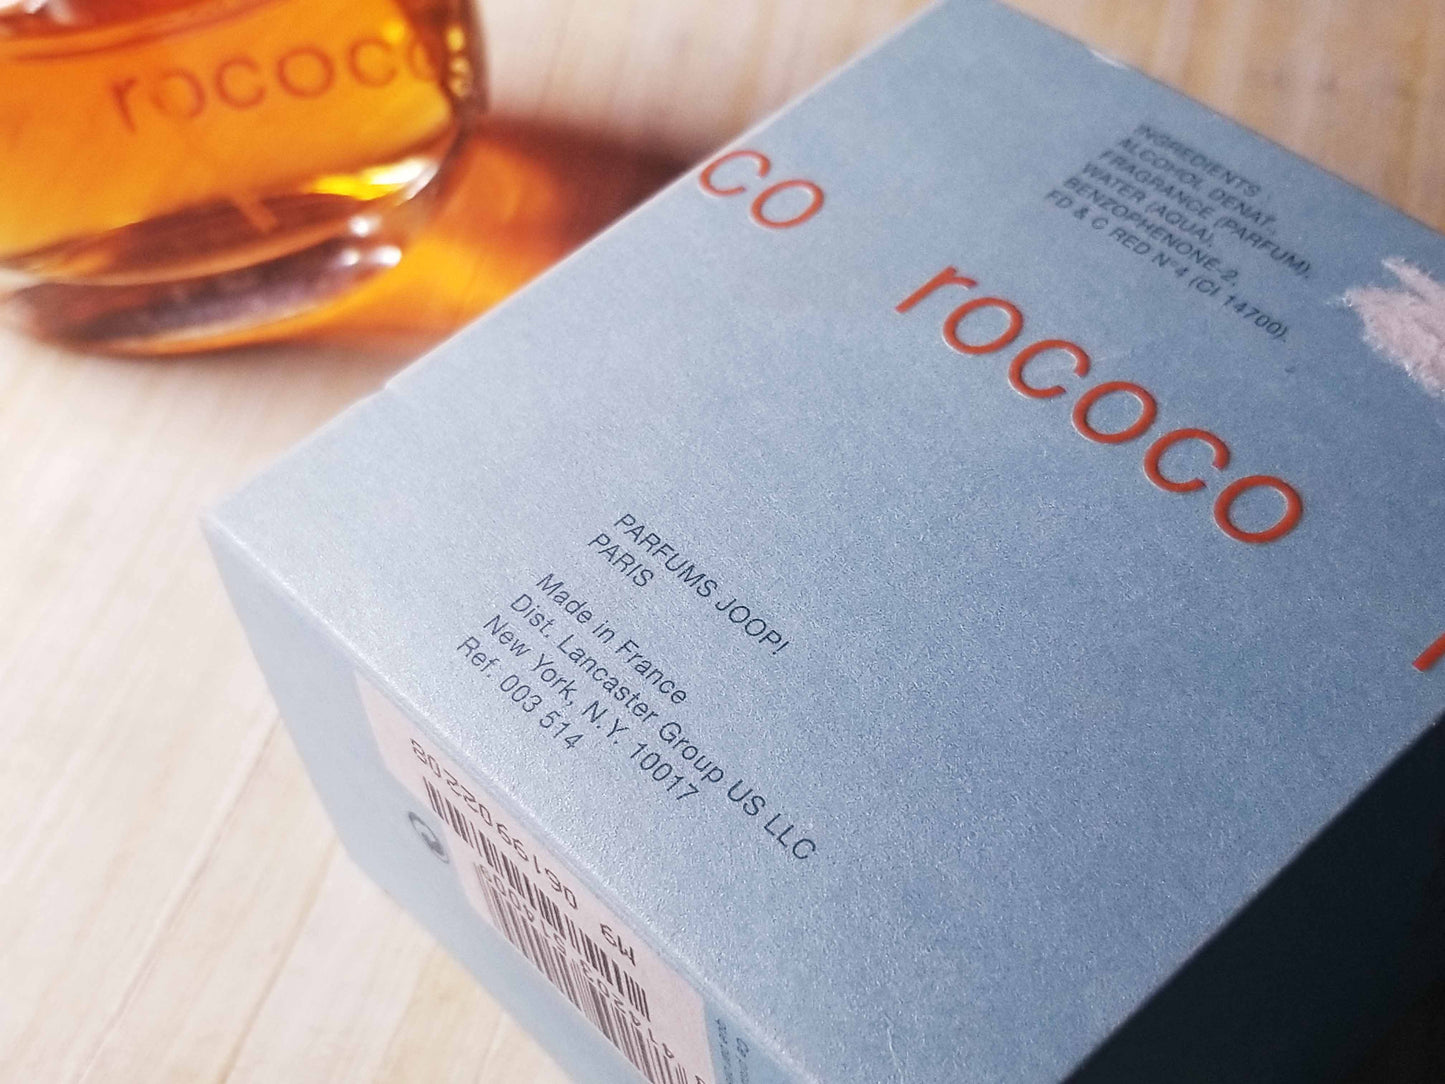 rococo
co
INGREDIENTS
ALCOHOL DENAT.
FRAGRANCE (PARFUM),
WATER (AQUA),
BENZOPHENONE-2,
FD & C RED N°4 (CI 14700).
rococo
PARFUMS JOOP!
PARIS
Made in France
Dist. Lancaster Group US LLC
New York, N.Y. 10017
Ref. 003 514